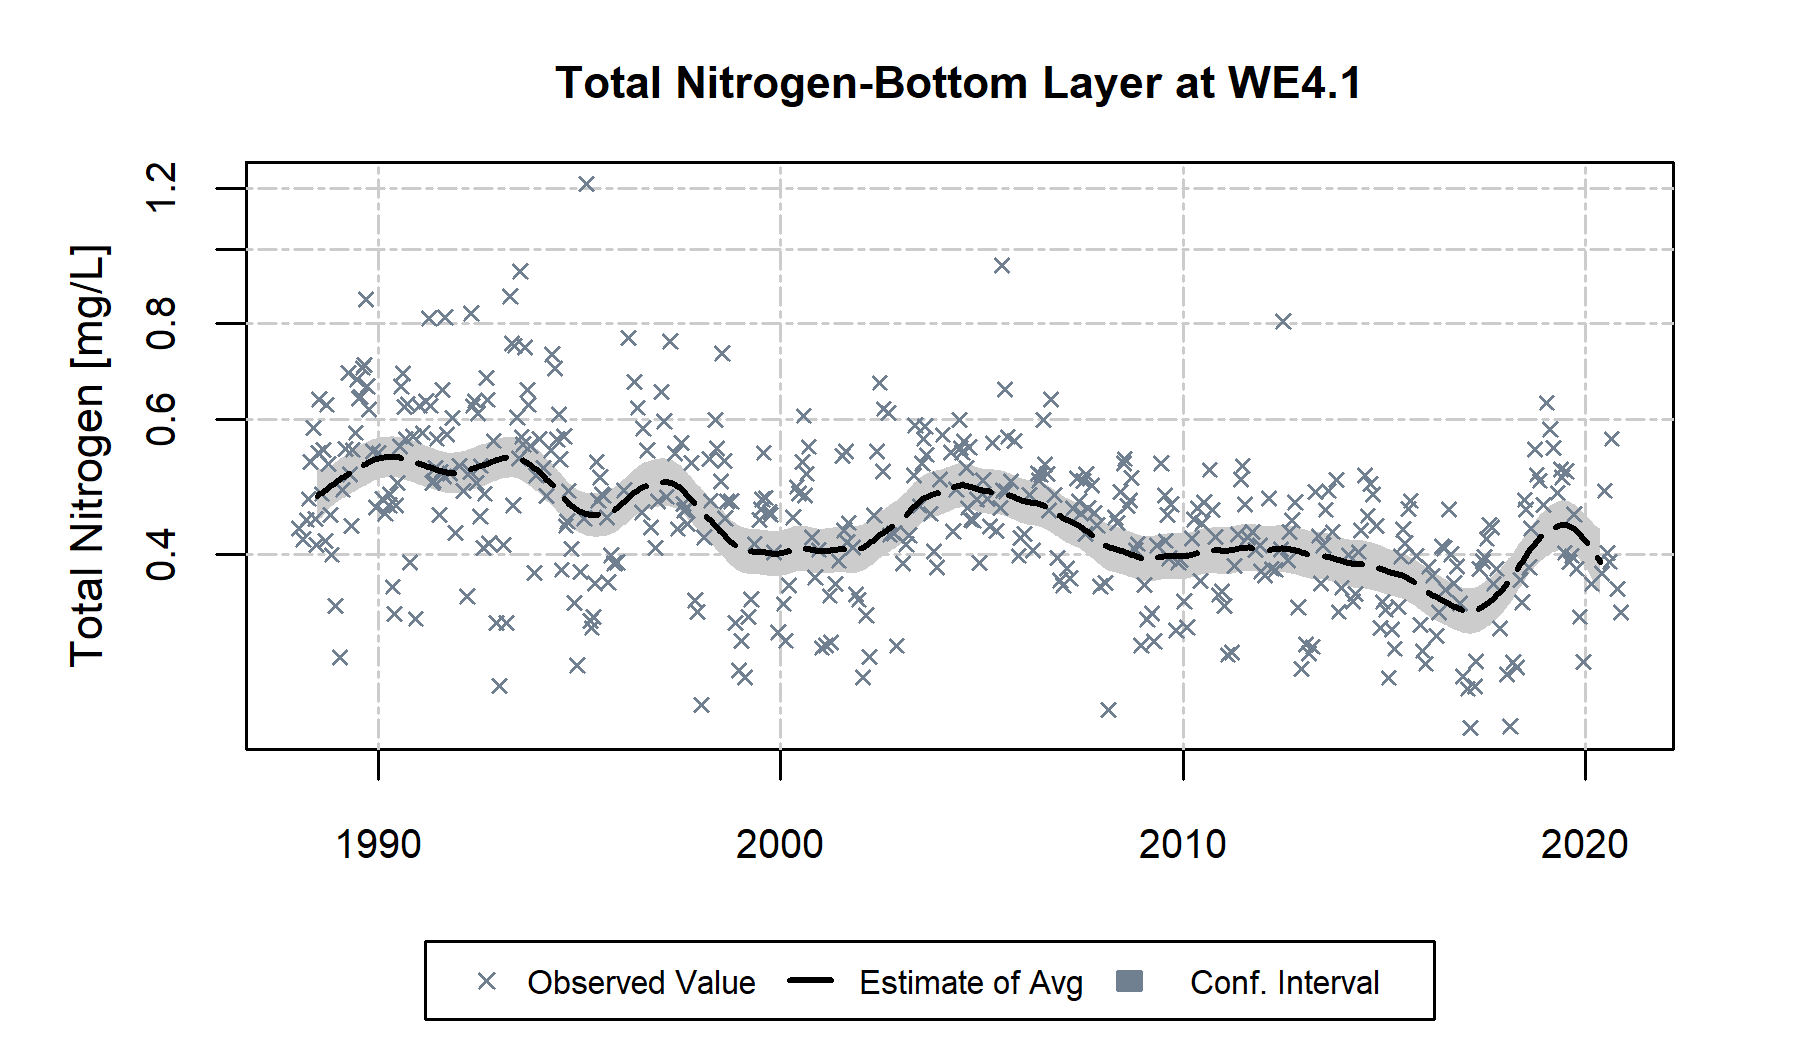 Total Nitrogen-Bottom Layer at WE4.1
Total Nitrogen [mg/L]
1.2
0.8
0.6
0.4
1990 2000 2010 2020
Observed Value Estimate of Avg Conf. Interval